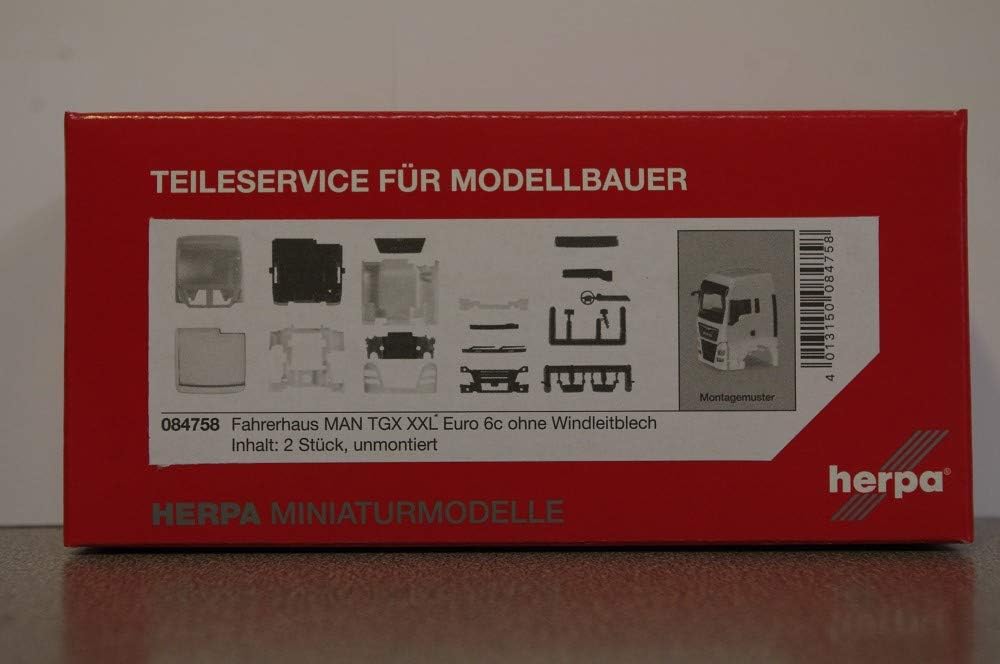 TEILESERVICE FÜR MODELLBAUER
Montagemuster
4 013150 084758
084758 Fahrerhaus MAN TGX XXL Euro 6c ohne Windleitblech
Inhalt: 2 Stück, unmontiert
herpa®
HERPA MINIATURMODELLE